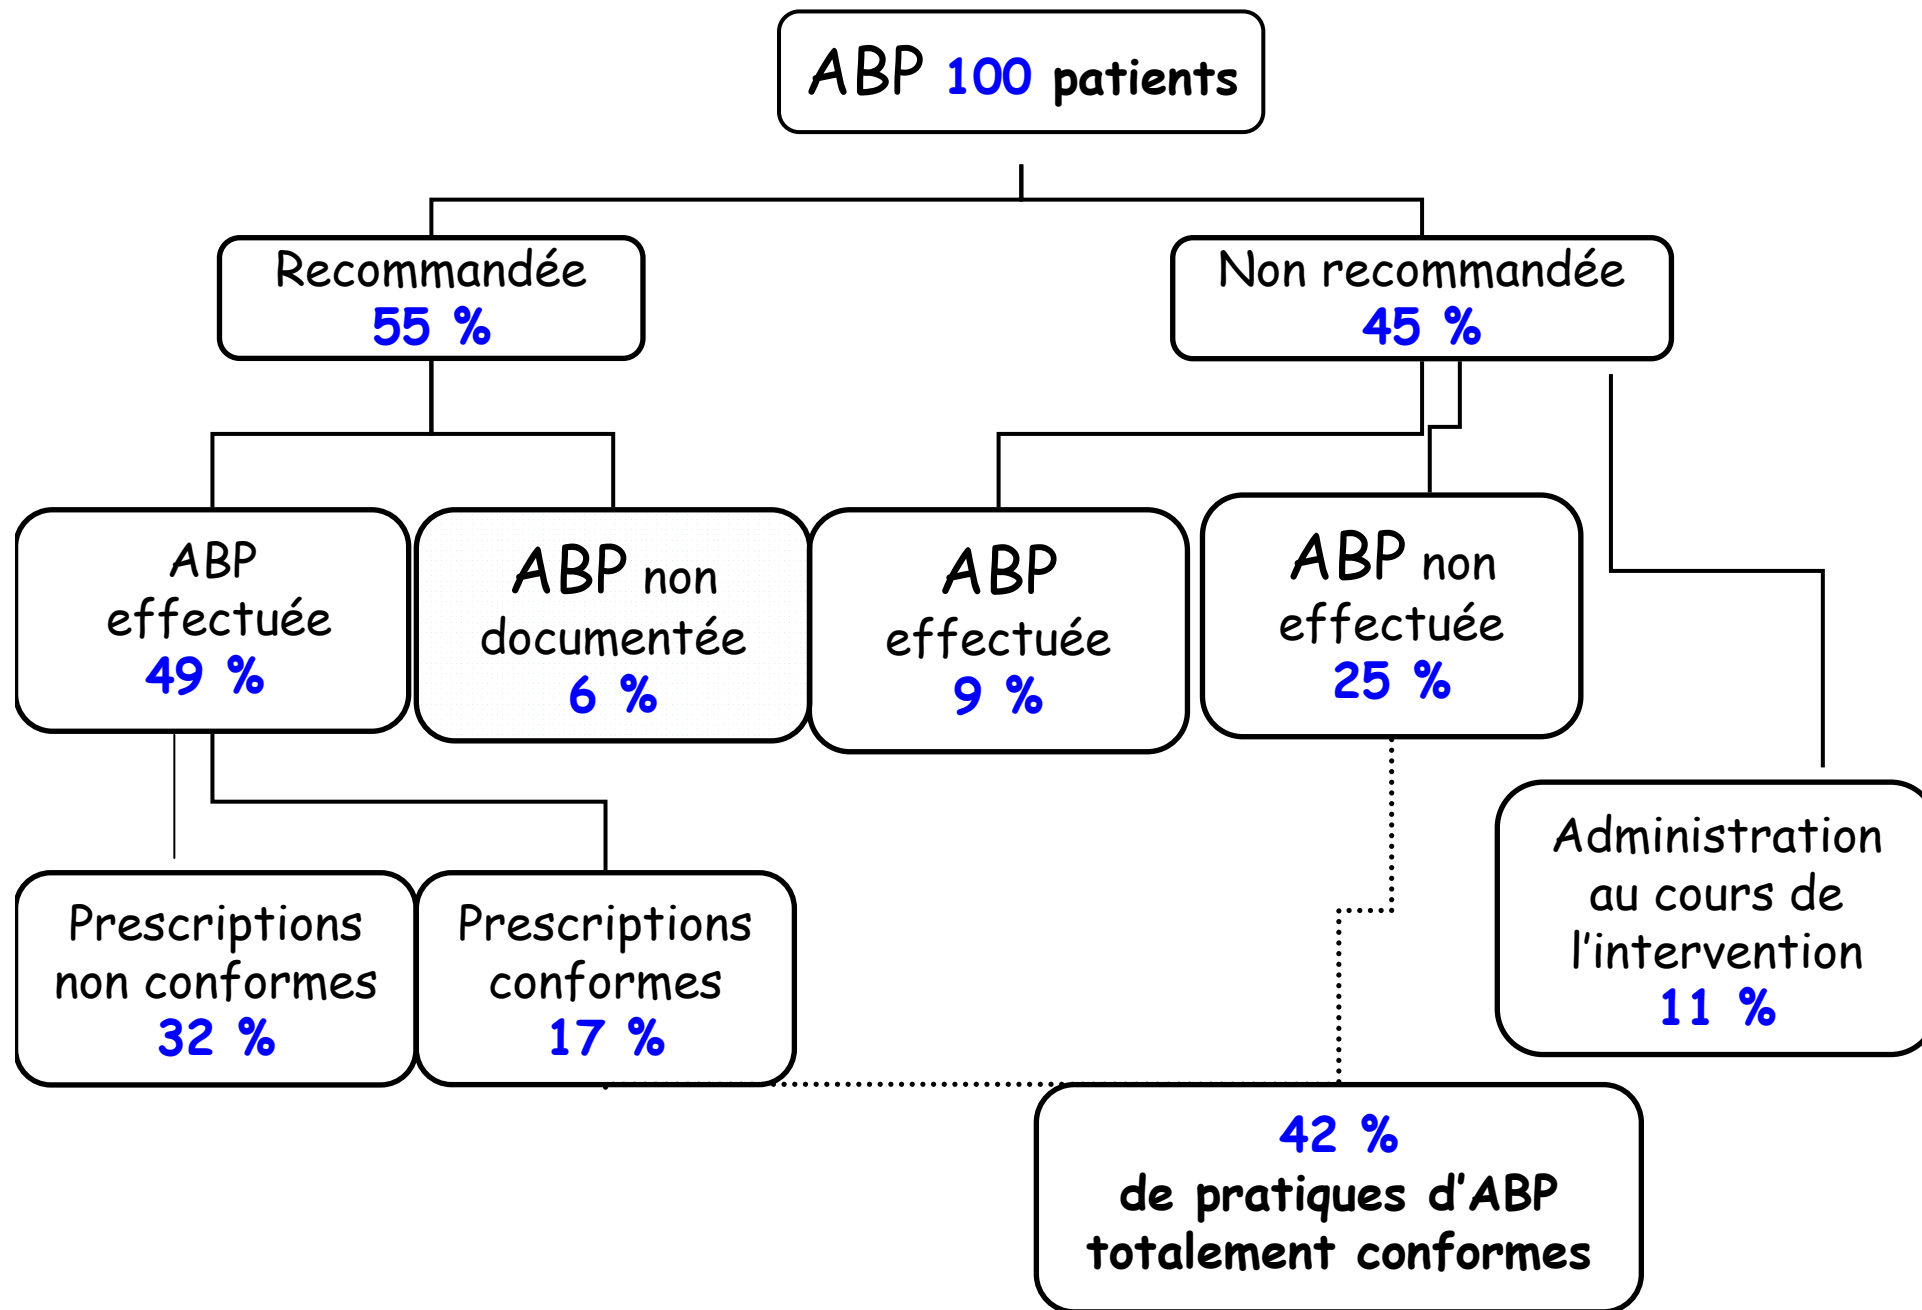 ABP 100 patients
Recommandée
55 %
Non recommandée
45 %
ABP
effectuée
49 %
ABP non
documentée
6 %
ABP
effectuée
9 %
ABP non
effectuée
25 %
Prescriptions
non conformes
32 %
Prescriptions
conformes
17 %
Administration
au cours de
l'intervention
11 %
42 %
de pratiques d'ABP
totalement conformes